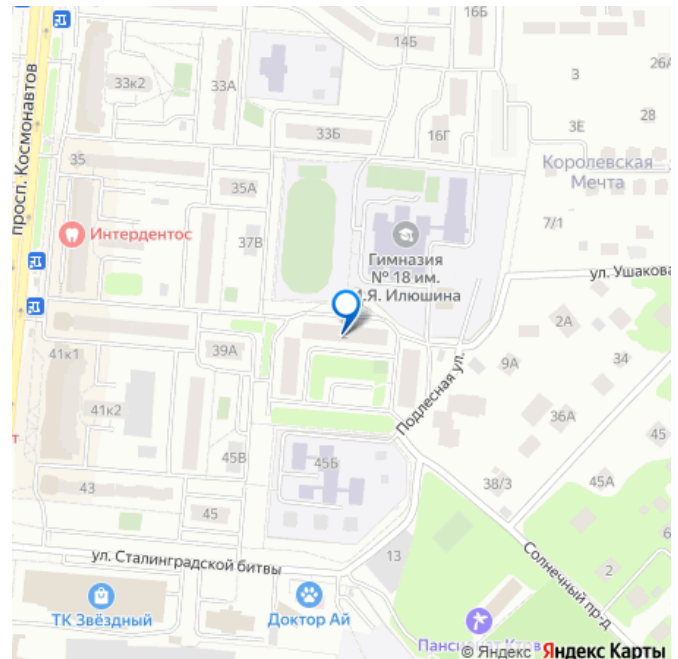 16Б
14Б
26А
33к2
33А
3
28
3Е
33Б
16Г
просп. Космонавтов
35
Королевская
Мечта
35А
Интердентос
37В
7/1
Гимназия
№ 18 им.
И.Я. Илюшина
ул. Ушакова
2А
41к1
39А
9А
34
Подлесная ул.
41к2
36А
45
45В
45Б
43
38/3
45А
45
ул. Сталинградской битвы
13
Солнечный пр-д
6
2
ТК Звёздный
Доктор Ай
Пансионат
© Яндекс Яндекс Карты